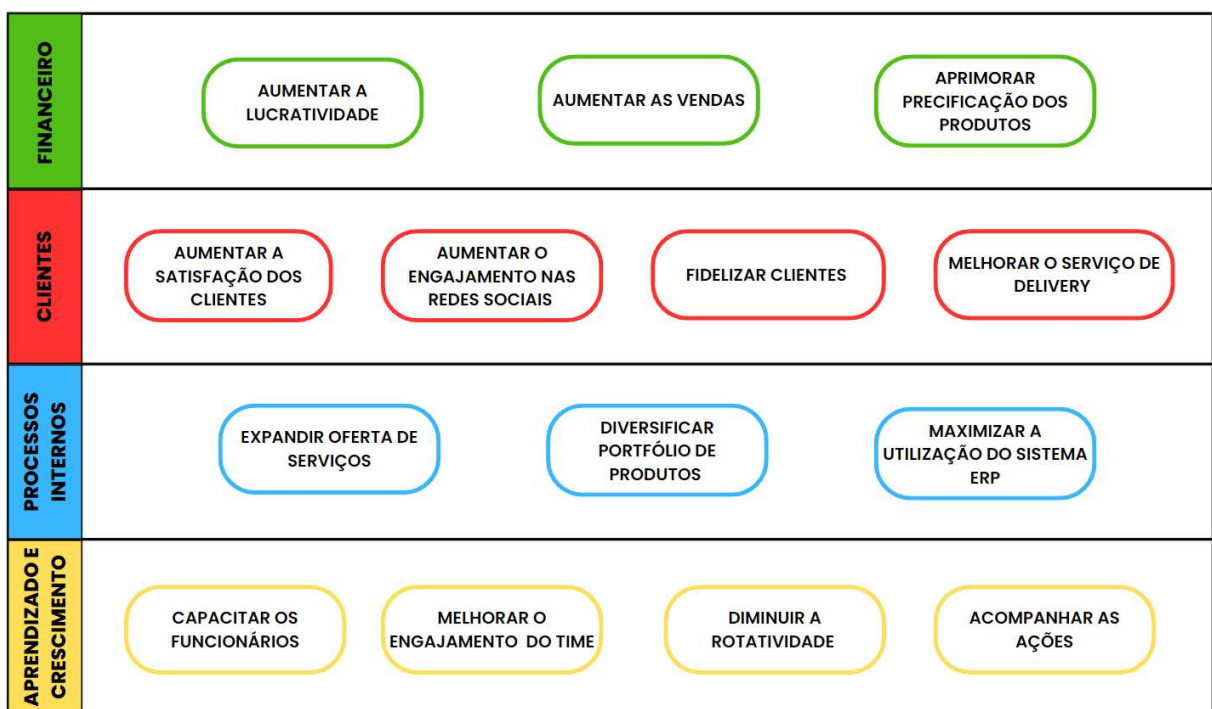 FINANCEIRO
AUMENTAR A
LUCRATIVIDADE
AUMENTAR AS VENDAS
APRIMORAR
PRECIFICAÇÃO DOS
PRODUTOS
CLIENTES
AUMENTAR A
SATISFAÇÃO DOS
CLIENTES
AUMENTAR O
ENGAJAMENTO NAS
REDES SOCIAIS
FIDELIZAR CLIENTES
MELHORAR O SERVIÇO DE
DELIVERY
PROCESSOS
INTERNOS
EXPANDIR OFERTA DE
SERVIÇOS
DIVERSIFICAR
PORTFÓLIO DE
PRODUTOS
MAXIMIZAR A
UTILIZAÇÃO DO SISTEMA
ERP
APRENDIZADO E
CRESCIMENTO
CAPACITAR OS
FUNCIONÁRIOS
MELHORAR O
ENGAJAMENTO DO TIME
DIMINUIR A
ROTATIVIDADE
ACOMPANHAR AS
AÇÕES